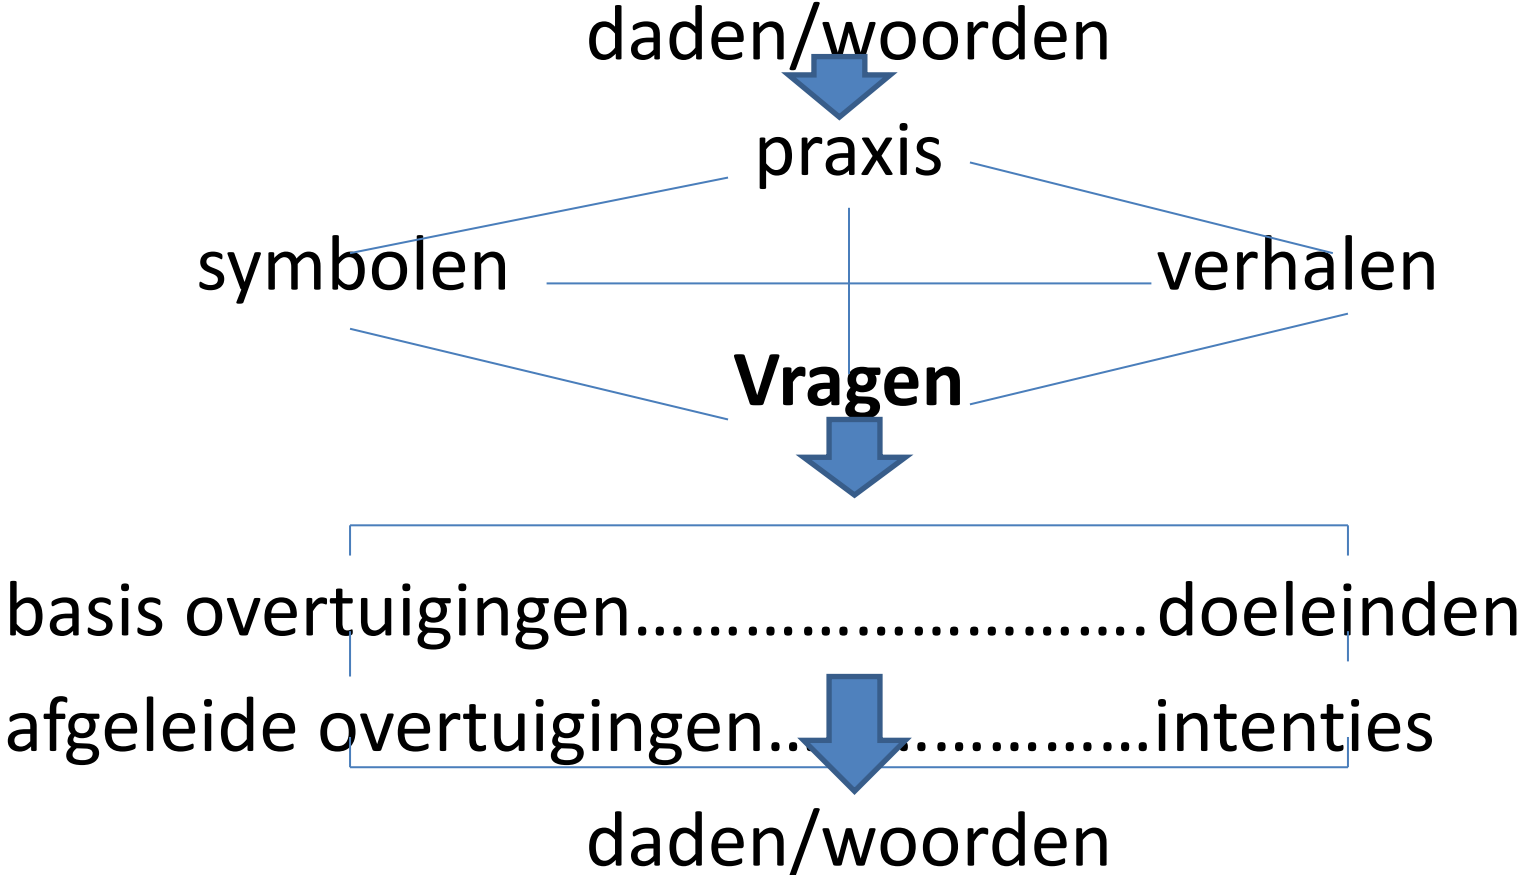 daden/woorden
praxis
symbolen verhalen
Vragen
basis overtuigingen……………………….doeleinden
afgeleide overtuigingen…………………intenties
daden/woorden